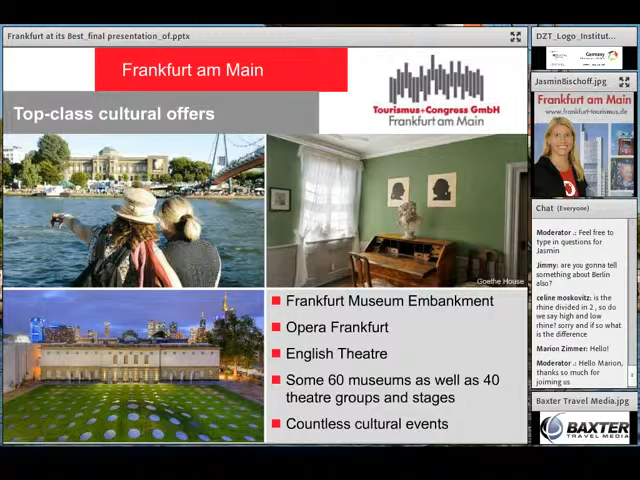 Frankfurt at its Best_final presentation_of.pptx
Frankfurt am Main
Top-class cultural offers
Tourismus+Congress GmbH
Frankfurt am Main
Goethe House
Frankfurt Museum Embankment
Opera Frankfurt
English Theatre
Some 60 museums as well as 40
theatre groups and stages
Countless cultural events
DZT_Logo_Institut...
Germany
JasminBischoff.jpg
Frankfurt am Main
www.frankfurt-tourismus.de
Chat (Everyone)
Moderator .: Feel free to
type in questions for
Jasmin
Jimmy: are you gonna tell
something about Berlin
also?
celine moskovitz: is the
rhine divided in 2 , so do
we say high and low
rhine? sorry and if so what
is the difference
Marion Zimmer: Hello!
Moderator .: Hello Marion,
thanks so much for
joiming us
Baxter Travel Media.jpg
BAXTER
TRAVEL MEDIA